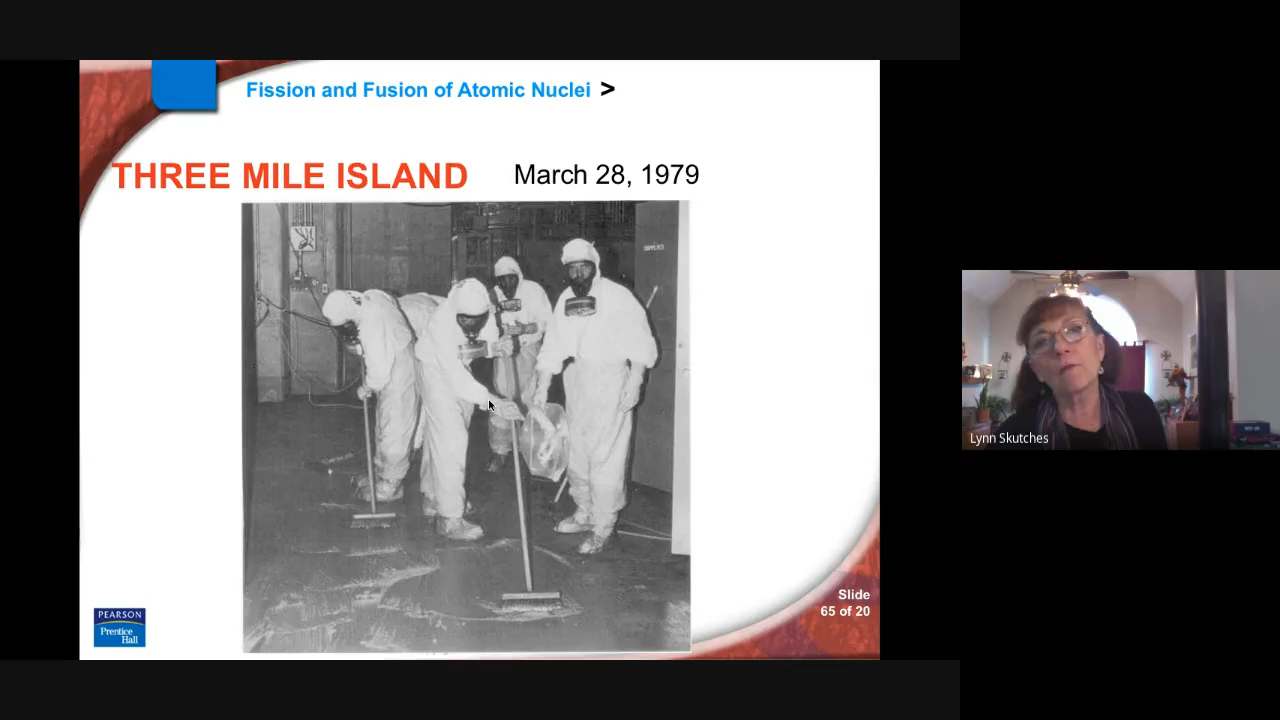 Fission and Fusion of Atomic Nuclei >
THREE MILE ISLAND
March 28, 1979
SUPPLIES
PEARSON
Prentice
Hall
Slide
65 of 20
Lynn Skutches